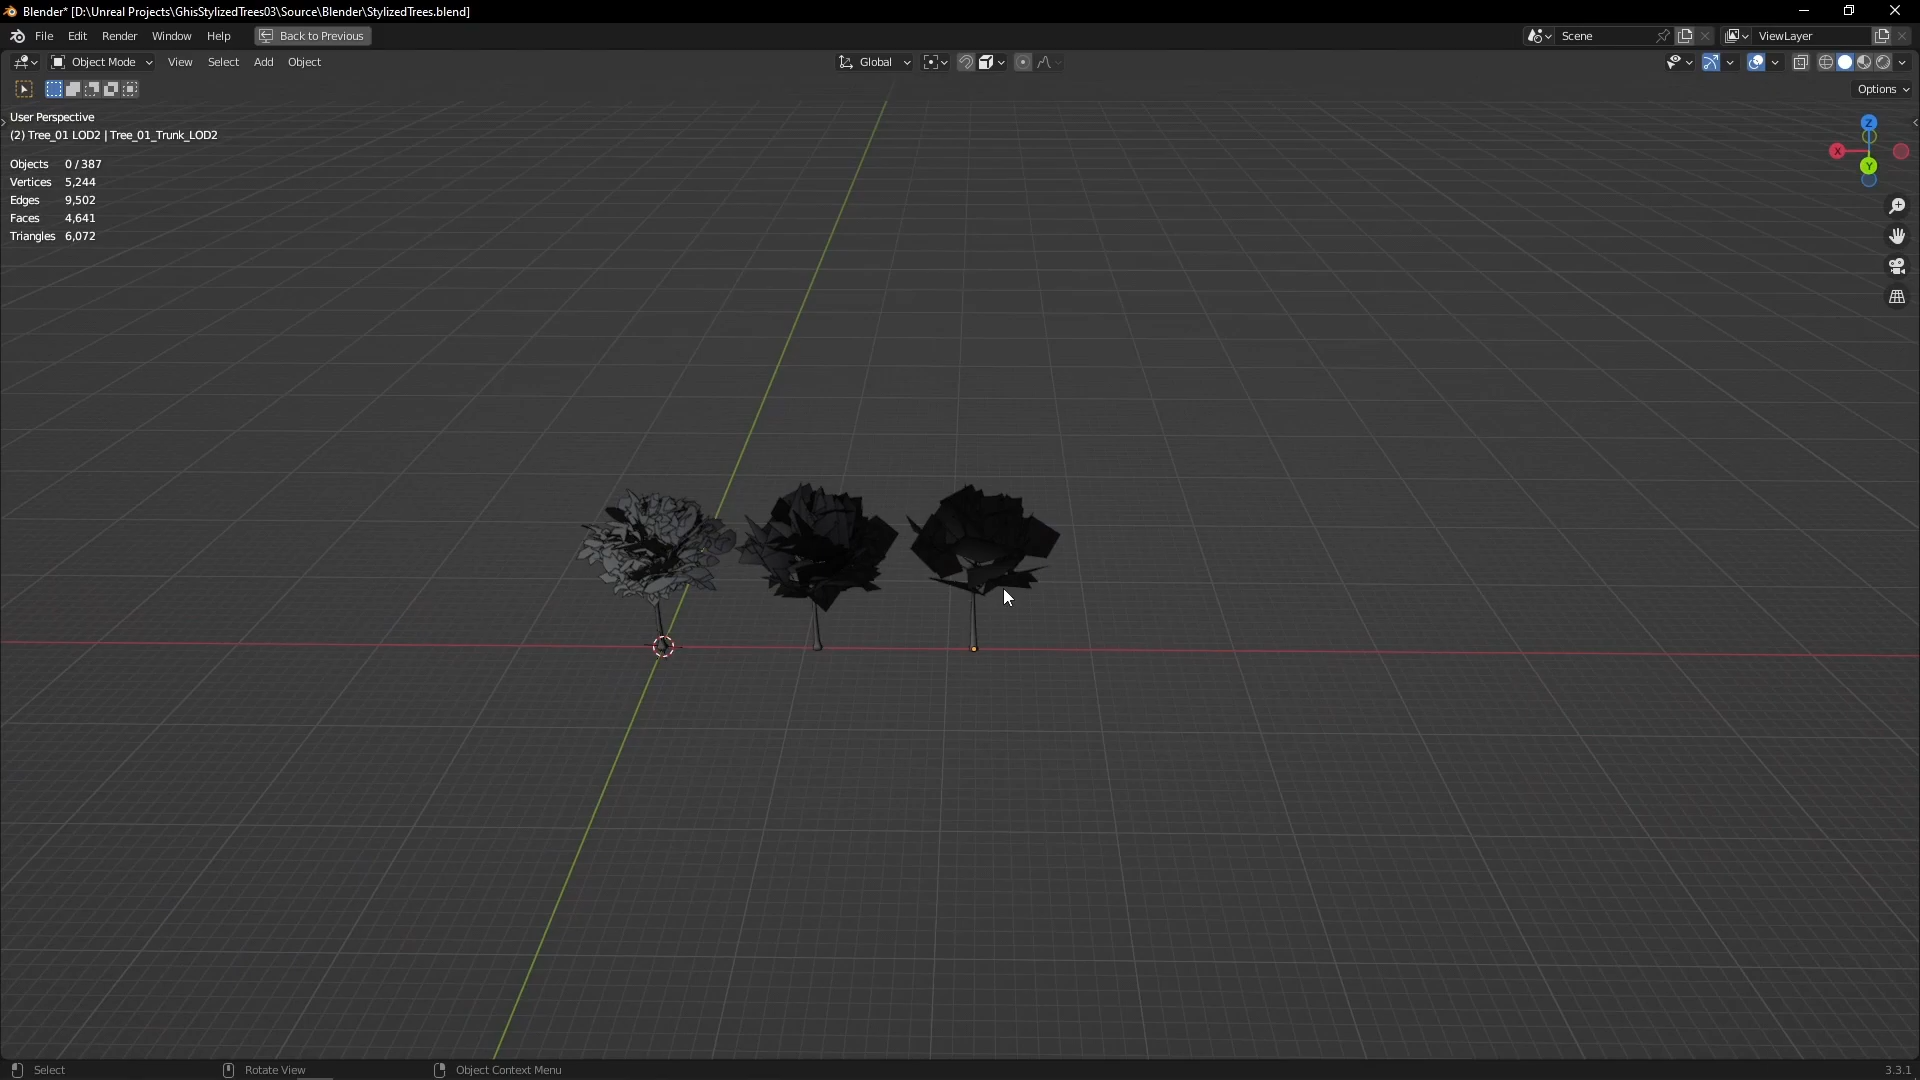 Blender* [D:\Unreal Projects\GhisStylizedTrees03\Source\Blender\StylizedTrees.blend]
File Edit Render Window Help Back to Previous Scene ViewLayer
Object Mode View Select Add Object Global
Options
User Perspective
(2) Tree_01 LOD2 | Tree_01_Trunk_LOD2
Objects 0 / 387
Vertices 5,244
Edges 9,502
Faces 4,641
Triangles 6,072
Z
X
Y
Select Rotate View Object Context Menu 3.3.1